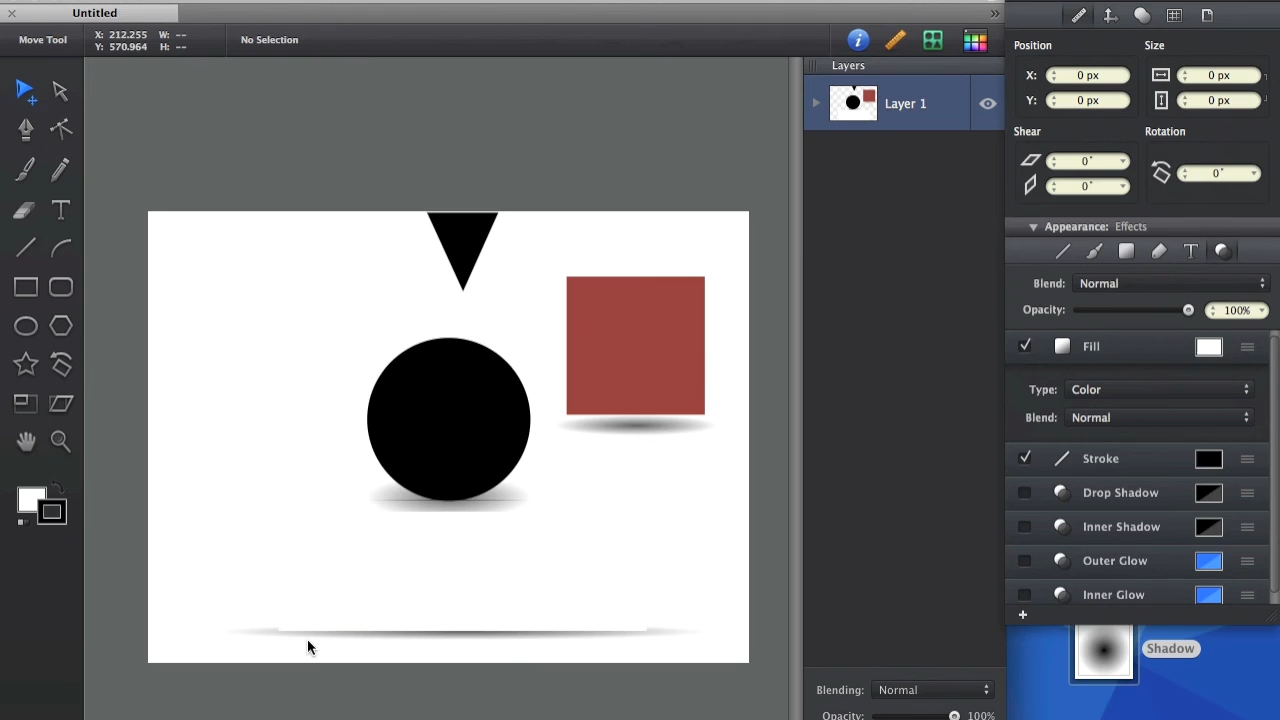 Untitled
Move Tool
X: 212.255 W: --
Y: 570.964 H: --
No Selection
Layers
Layer 1
Blending: Normal
Opacity: 100%
Position Size
X: 0 px 0 px
Y: 0 px 0 px
Shear Rotation
0°
0°
0°
Appearance: Effects
Blend: Normal
Opacity: 100%
Fill
Type: Color
Blend: Normal
Stroke
Drop Shadow
Inner Shadow
Outer Glow
Inner Glow
Shadow